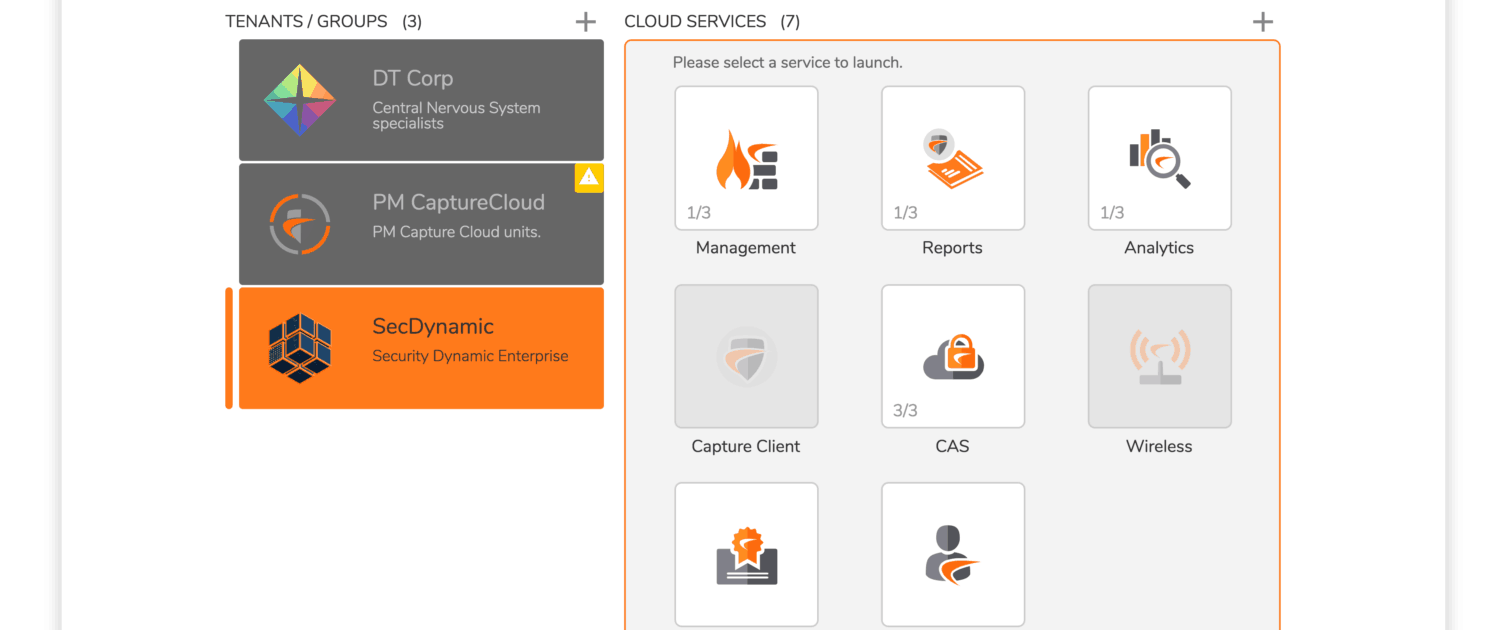 TENANTS / GROUPS (3)
DT Corp
Central Nervous System
specialists
PM CaptureCloud
PM Capture Cloud units.
SecDynamic
Security Dynamic Enterprise
CLOUD SERVICES (7)
Please select a service to launch.
1/3
1/3
1/3
Management
Reports
Analytics
3/3
Capture Client
CAS
Wireless